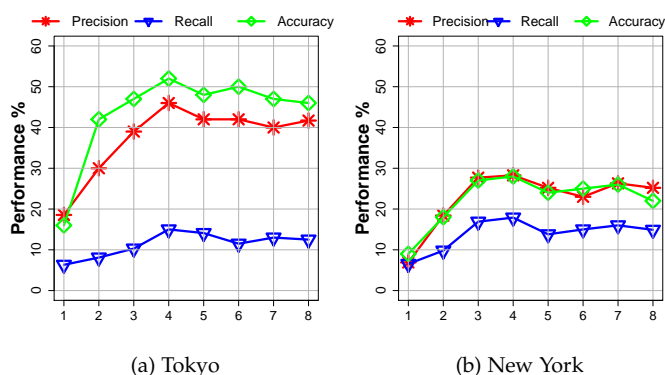 Precision Recall Accuracy
Performance %
0 10 20 30 40 50 60
1 2 3 4 5 6 7 8
(a) Tokyo
Precision Recall Accuracy
Performance %
0 10 20 30 40 50 60
1 2 3 4 5 6 7 8
(b) New York